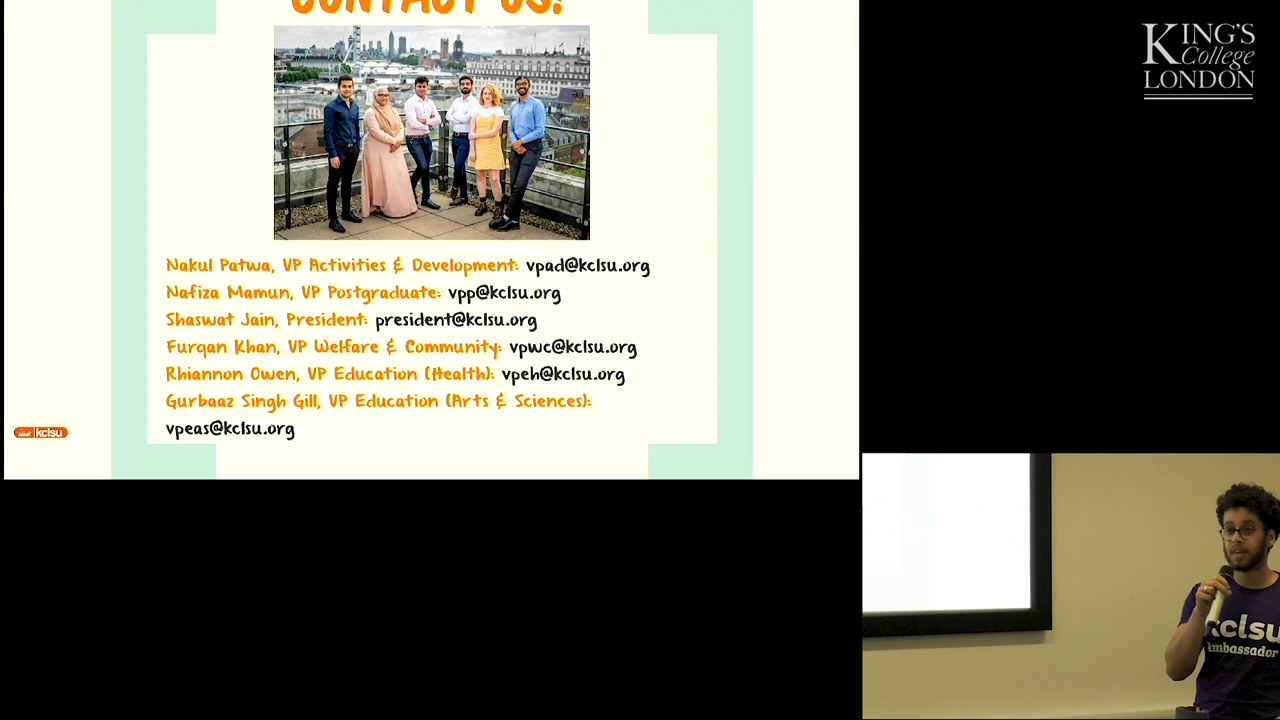 CONTACT US!
KING'S
College
LONDON
Nakul Patwa, VP Activities & Development: vpad@kclsu.org
Nafiza Mamun, VP Postgraduate: vpp@kclsu.org
Shaswat Jain, President: president@kclsu.org
Furqan Khan, VP Welfare & Community: vpwc@kclsu.org
Rhiannon Owen, VP Education (Health): vpeh@kclsu.org
Gurbaaz Singh Gill, VP Education (Arts & Sciences):
vpeas@kclsu.org
kclsu
kclsu
Ambassador